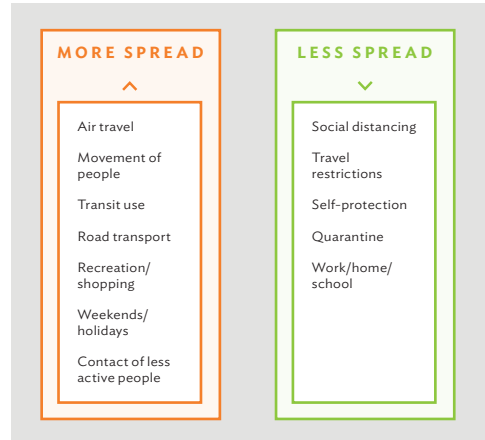 MORE SPREAD
Air travel
Movement of
people
Transit use
Road transport
Recreation/
shopping
Weekends/
holidays
Contact of less
active people
LESS SPREAD
Social distancing
Travel
restrictions
Self-protection
Quarantine
Work/home/
school